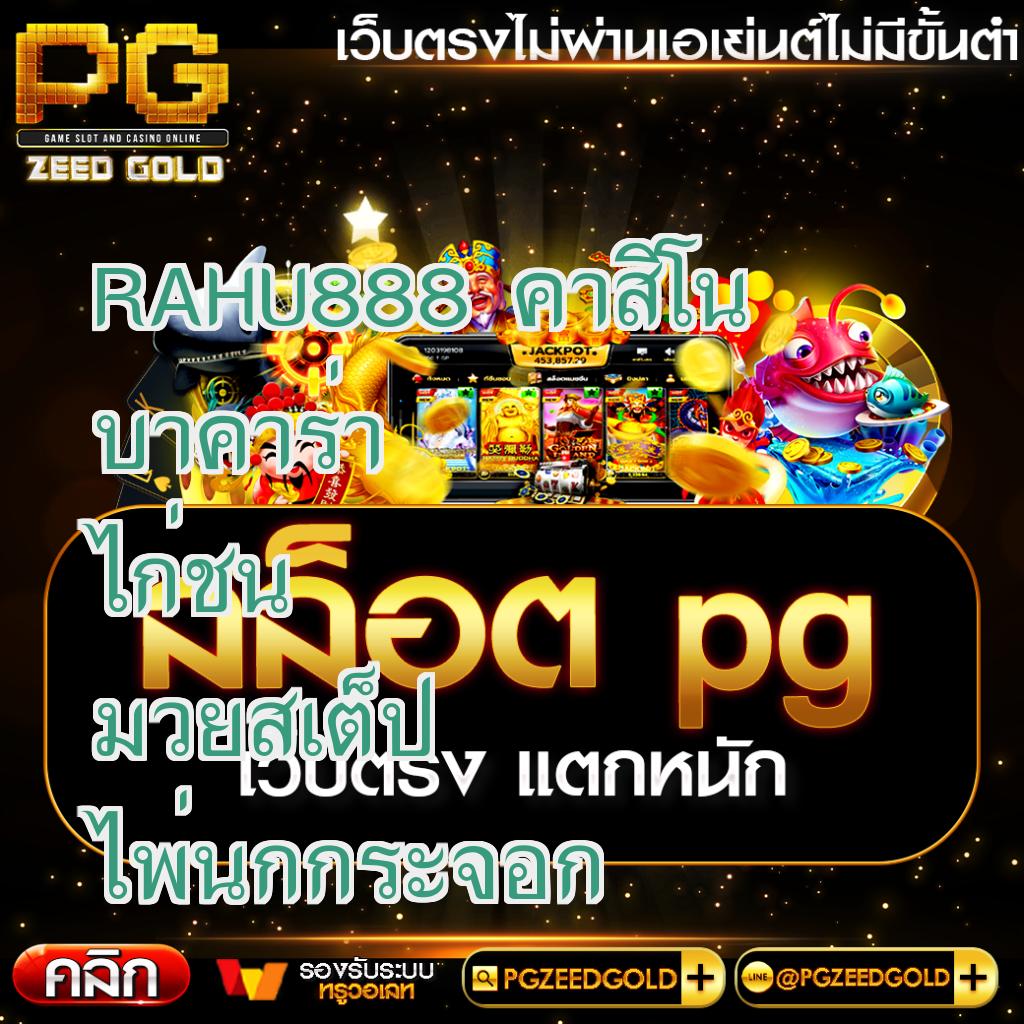 เว็บตรงไม่ผ่านเอเย่นต์ไม่มีขั้นต่ำ
PG
GAME SLOT AND CASINO ONLINE
ZEED GOLD
RAHU888 คาสิโน
JACKPOT
บาคาร่า
ไก่ชน
สล็อต pg
มวยสเต็ป
เว็บตรง แตกหนัก
ไพ่นกกระจอก
คลิก
รองรับระบบ
ทรูวอเลท
PGZEEDGOLD
LINE @PGZEEDGOLD